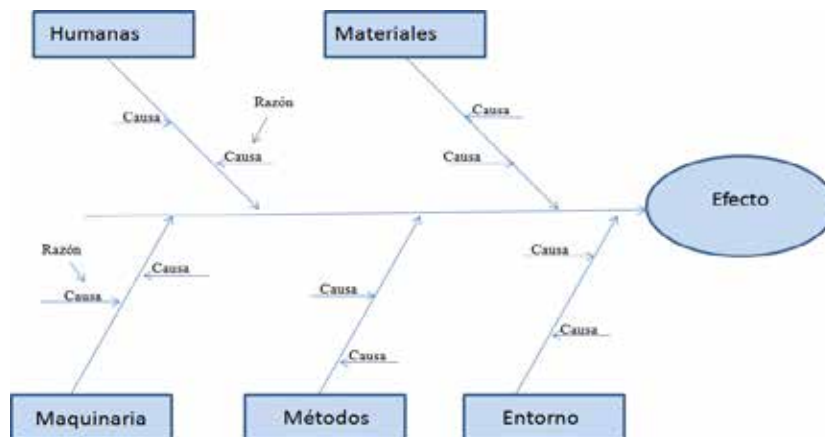 Humanas
Materiales
Razón
Causa
Causa
Causa
Causa
Efecto
Razón
Causa
Causa
Causa
Causa
Causa
Causa
Maquinaria
Métodos
Entorno